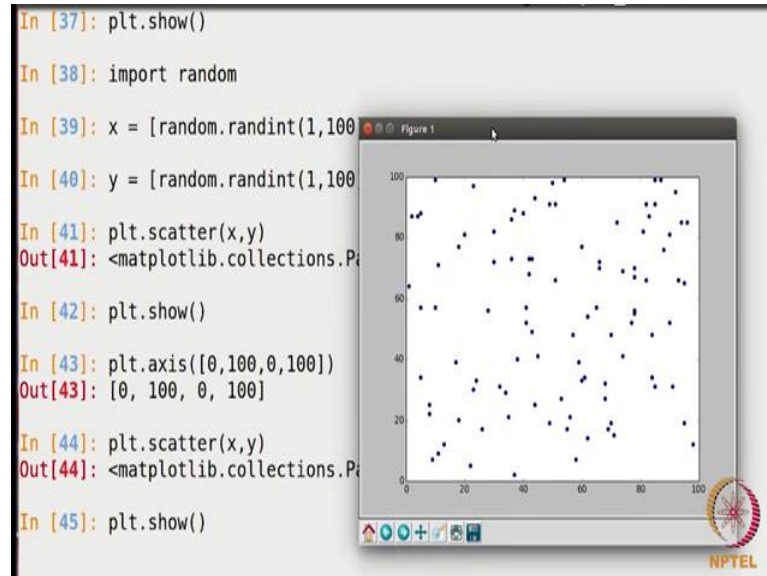 In [37]: plt.show()
In [38]: import random
In [39]: x = [random.randint(1,100
In [40]: y = [random.randint(1,100
In [41]: plt.scatter(x,y)
Out[41]: <matplotlib.collections.Pa
In [42]: plt.show()
In [43]: plt.axis([0,100,0,100])
Out[43]: [0, 100, 0, 100]
In [44]: plt.scatter(x,y)
Out[44]: <matplotlib.collections.Pa
In [45]: plt.show()
Figure 1
100
80
60
40
20
0
0 20 40 60 80 100
NPTEL